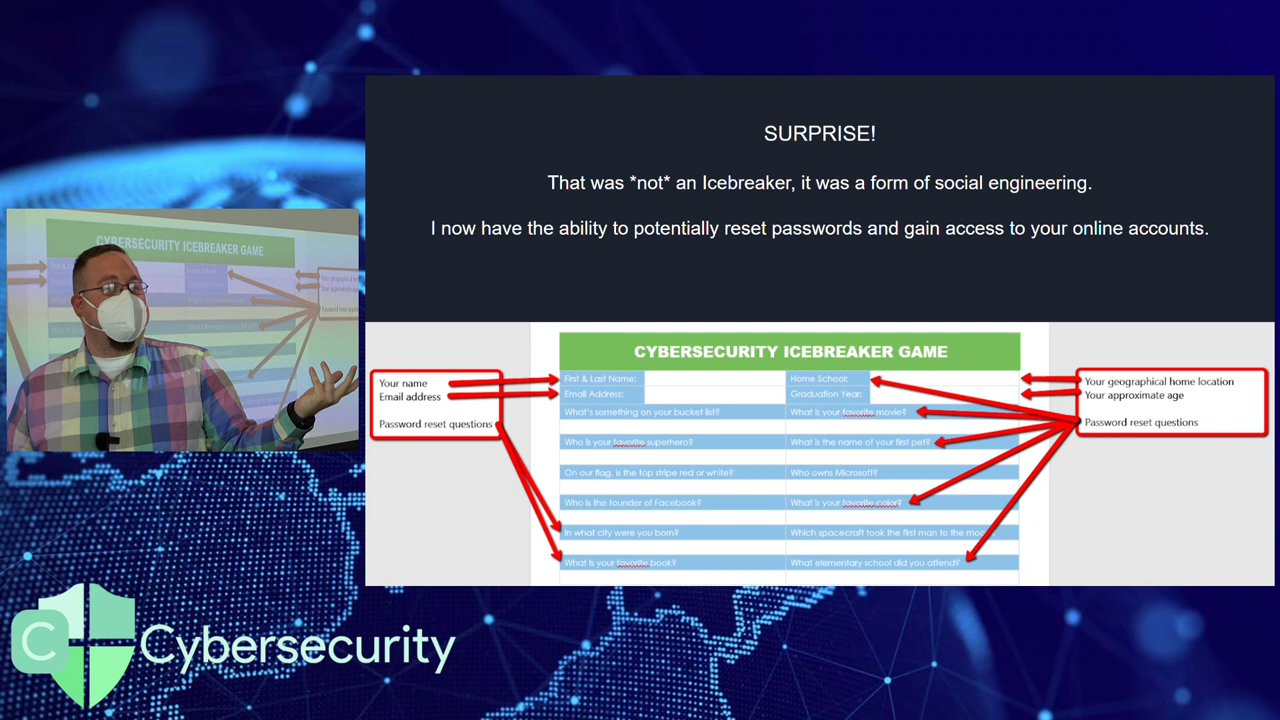 SURPRISE!
That was *not* an Icebreaker, it was a form of social engineering.
I now have the ability to potentially reset passwords and gain access to your online accounts.
CYBERSECURITY ICEBREAKER GAME
CYBERSECURITY ICEBREAKER GAME
Your name
Email address
Password reset questions
First & Last Name:
Home School:
Email Address:
Graduation Year:
What's something on your bucket list?
What is your favorite movie?
Who is your favorite superhero?
What is the name of your first pet?
On our flag, is the top stripe red or white?
Who owns Microsoft?
Who is the founder of Facebook?
What is your favorite color?
In what city were you born?
Which spacecraft took the first man to the
What is your favorite book?
What elementary school did you attend?
Your geographical home location
Your approximate age
Password reset questions
C Cybersecurity